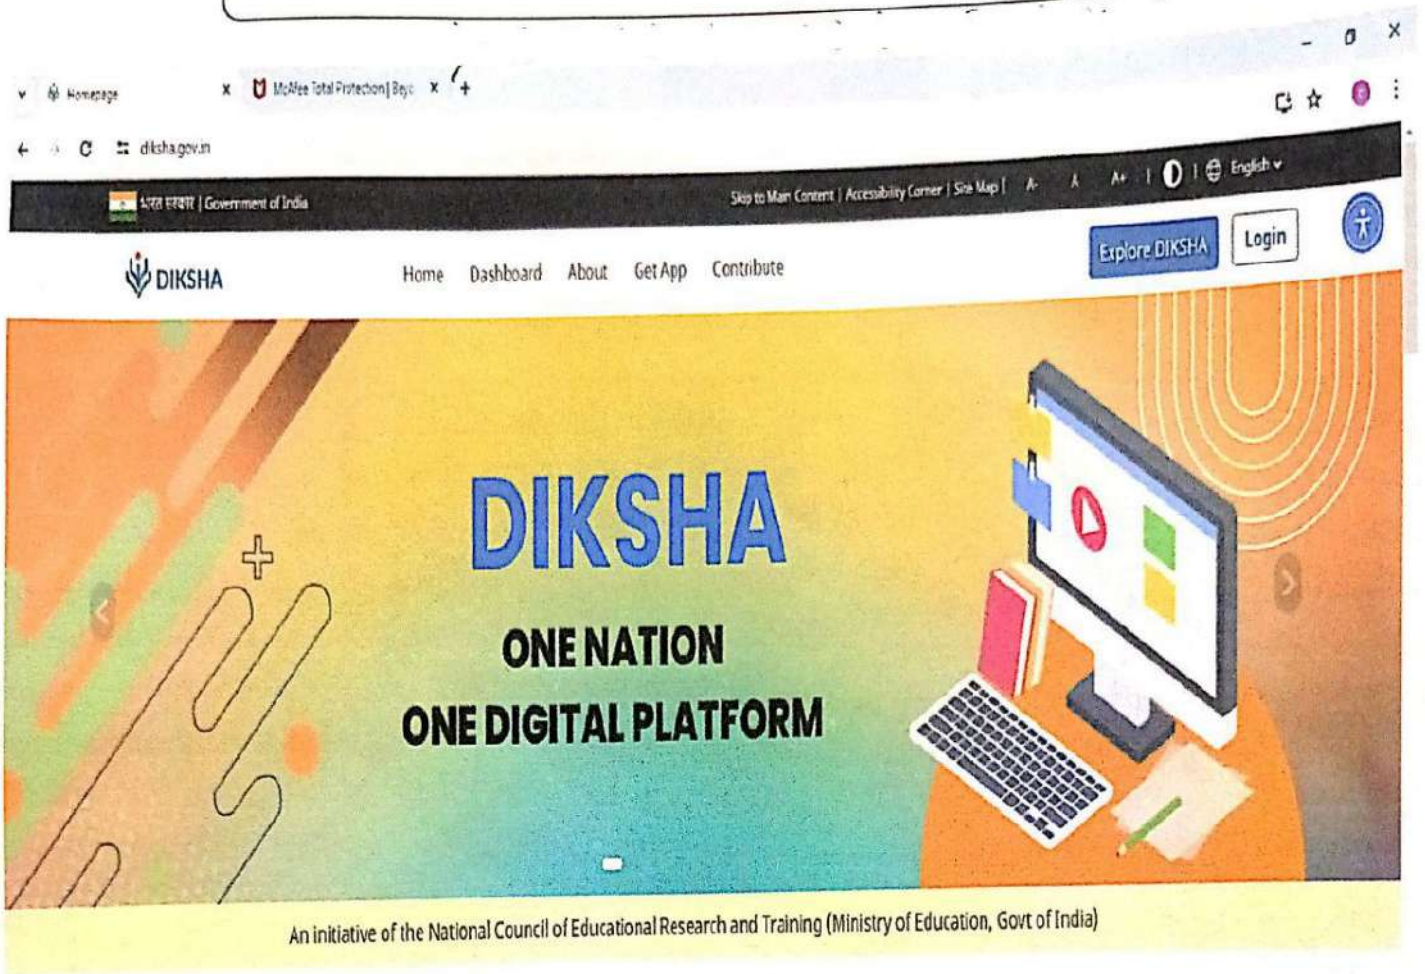 Homepage
McAfee Total Protection | Beyo
diksha.gov.in
भारत सरकार | Government of India
Skip to Main Content | Accessibility Corner | Site Map | A- A A+ | English
DIKSHA
Home Dashboard About Get App Contribute
Explore DIKSHA Login
DIKSHA
ONE NATION
ONE DIGITAL PLATFORM
An initiative of the National Council of Educational Research and Training (Ministry of Education, Govt of India)